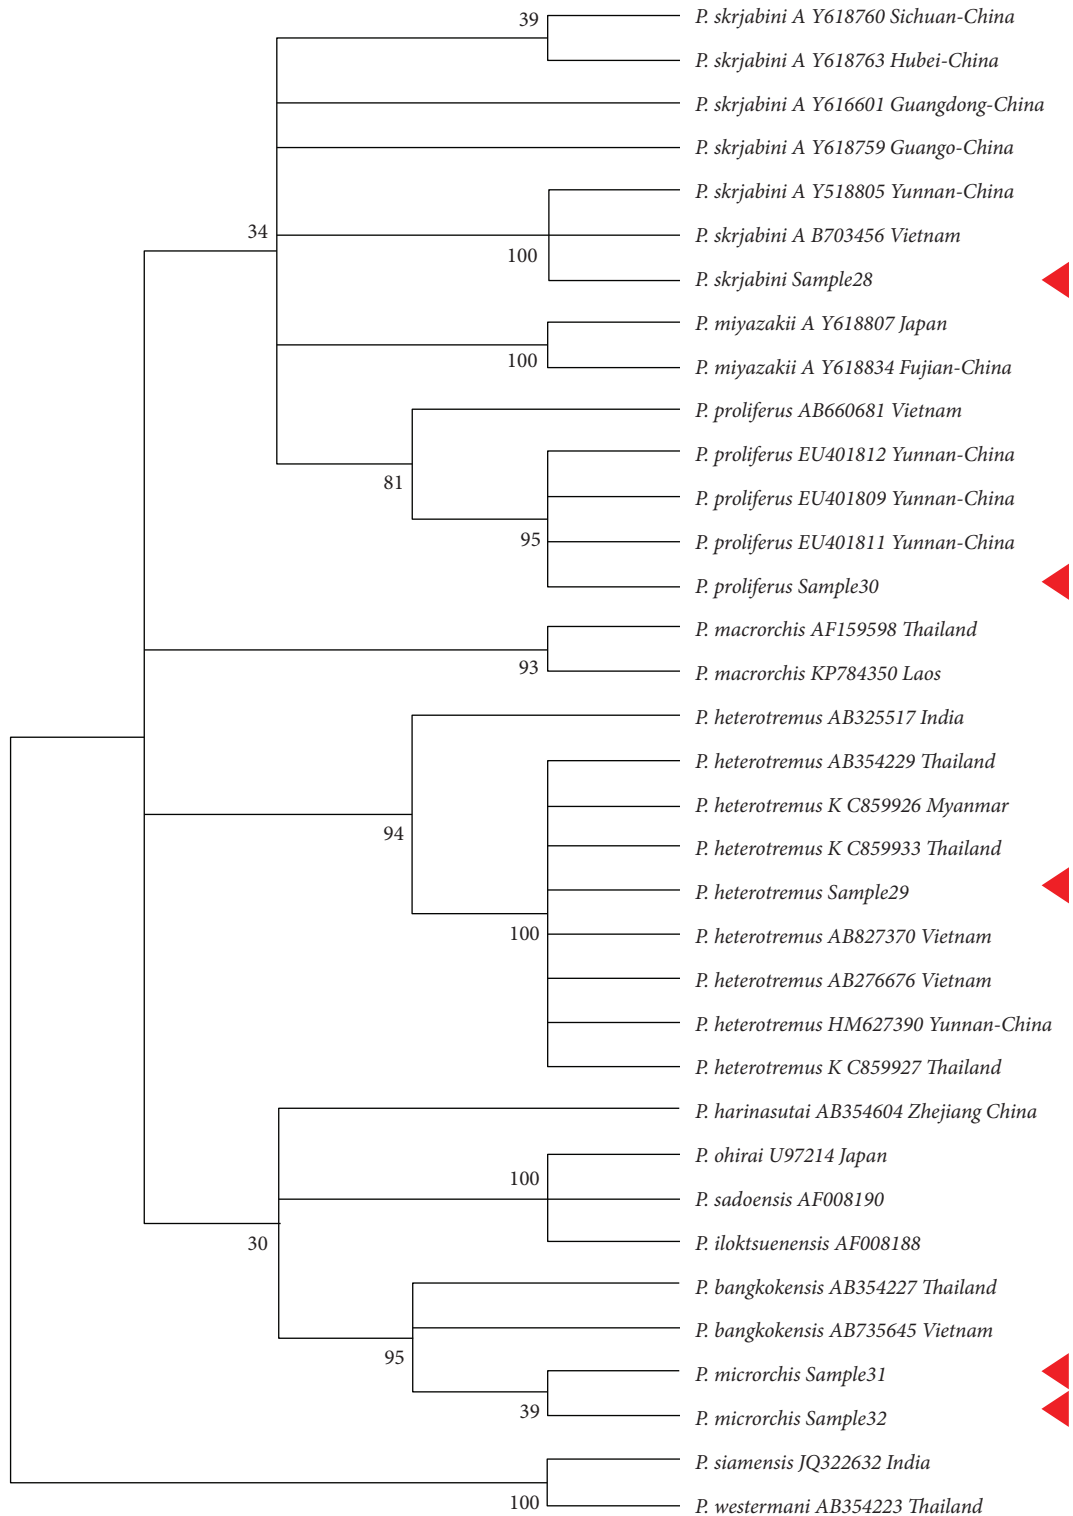 39
P. skrjabini A Y618760 Sichuan-China
P. skrjabini A Y618763 Hubei-China
P. skrjabini A Y616601 Guangdong-China
P. skrjabini A Y618759 Guango-China
P. skrjabini A Y518805 Yunnan-China
34
P. skrjabini A B703456 Vietnam
100
P. skrjabini Sample28
P. miyazakii A Y618807 Japan
100
P. miyazakii A Y618834 Fujian-China
P. proliferus AB660681 Vietnam
P. proliferus EU401812 Yunnan-China
81
P. proliferus EU401809 Yunnan-China
95
P. proliferus EU401811 Yunnan-China
P. proliferus Sample30
P. macrorchis AF159598 Thailand
93
P. macrorchis KP784350 Laos
P. heterotremus AB325517 India
P. heterotremus AB354229 Thailand
P. heterotremus K C859926 Myanmar
94
P. heterotremus K C859933 Thailand
P. heterotremus Sample29
100
P. heterotremus AB827370 Vietnam
P. heterotremus AB276676 Vietnam
P. heterotremus HM627390 Yunnan-China
P. heterotremus K C859927 Thailand
P. harinasutai AB354604 Zhejiang China
P. ohirai U97214 Japan
100
P. sadoensis AF008190
30
P. iloktsuenensis AF008188
P. bangkokensis AB354227 Thailand
P. bangkokensis AB735645 Vietnam
95
P. microrchis Sample31
39
P. microrchis Sample32
P. siamensis JQ322632 India
100
P. westermani AB354223 Thailand